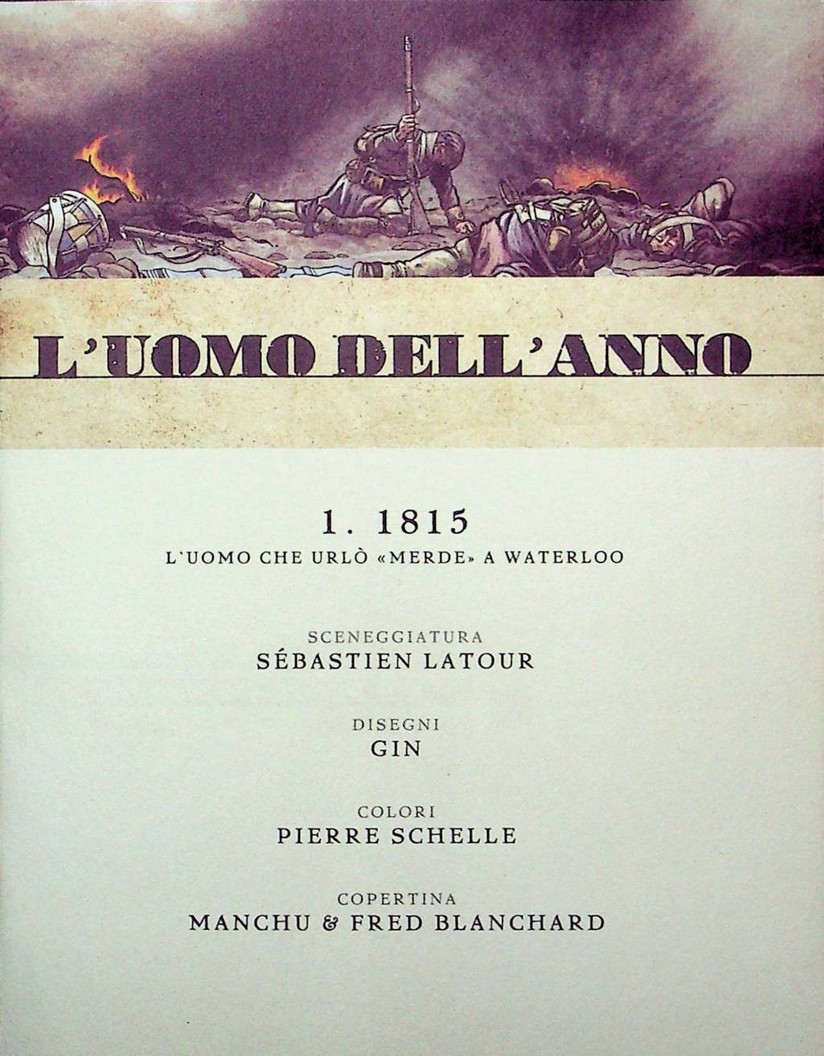 L'UOMO DELL'ANNO
1. 1815
L'UOMO CHE URLÒ «MERDE» A WATERLOO
SCENEGGIATURA
SÉBASTIEN LATOUR
DISEGNI
GIN
COLORI
PIERRE SCHELLE
COPERTINA
MANCHU & FRED BLANCHARD